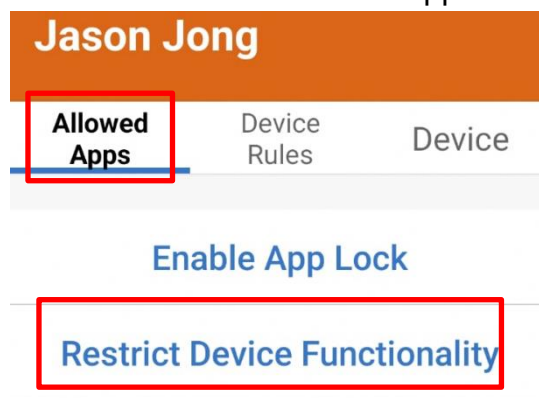 Jason Jong
Allowed Device Device
Apps Rules
Enable App Lock
Restrict Device Functionality